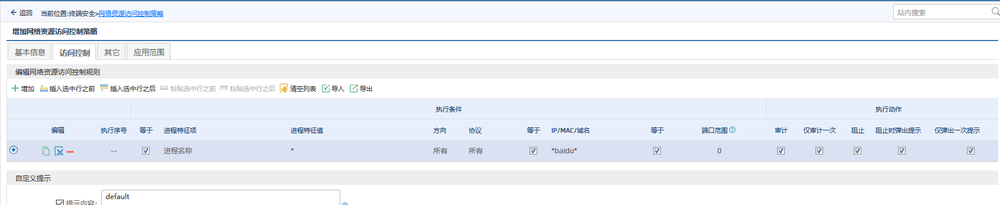 返回 当前位置:终端安全>网络资源访问控制策略 站内搜索
增加网络资源访问控制策略
基本信息 访问控制 其它 应用范围
编辑网络资源访问控制规则
增加 插入选中行之前 插入选中行之后 粘贴选中行之前 粘贴选中行之后 清空列表 导入 导出
执行条件 执行动作
编辑 执行序号 等于 进程特征项 进程特征值 方向 协议 等于 IP/MAC/域名 等于 端口范围 审计 仅审计一次 阻止 阻止时弹出提示 仅弹出一次提示
-- 进程名称 * 所有 所有 *baidu* 0
自定义提示
提示内容: default